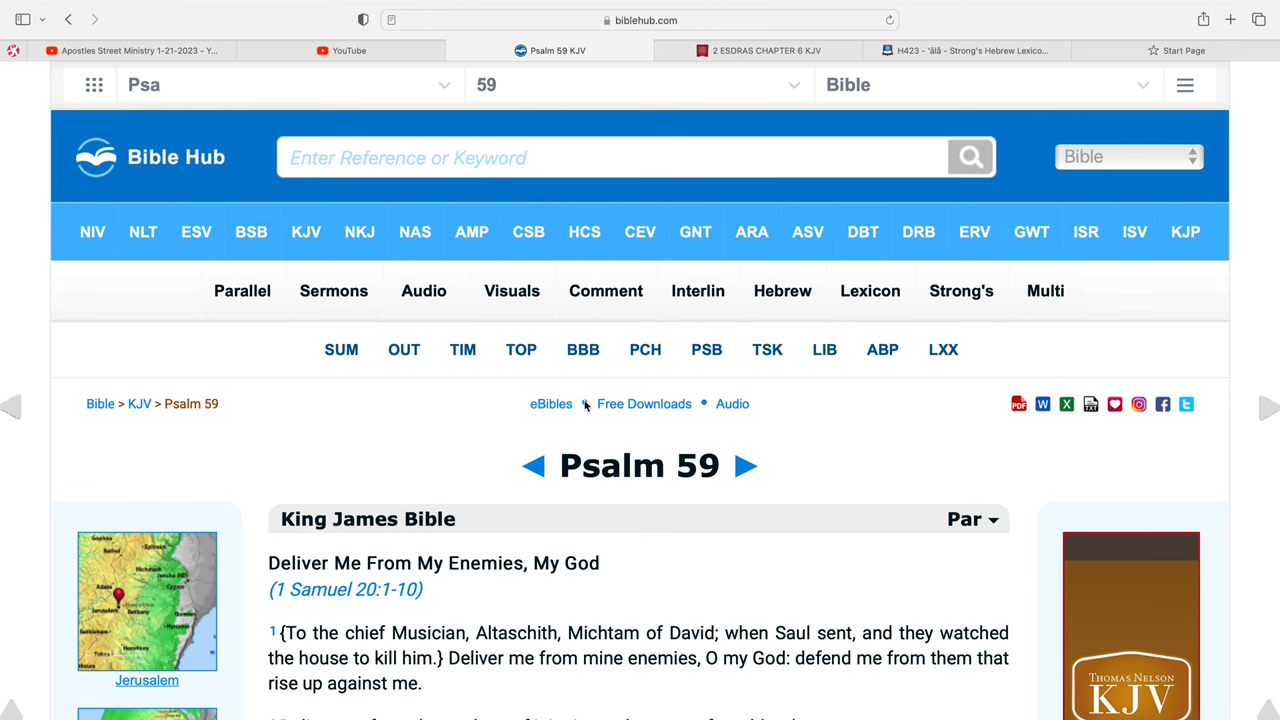 biblehub.com
Apostles Street Ministry 1-21-2023 - Y...
YouTube
Psalm 59 KJV
2 ESDRAS CHAPTER 6 KJV
H423 - 'ālâ - Strong's Hebrew Lexico...
Start Page
Psa
59
Bible
Bible Hub
Enter Reference or Keyword
Bible
NIV NLT ESV BSB KJV NKJ NAS AMP CSB HCS CEV GNT ARA ASV DBT DRB ERV GWT ISR ISV KJP
Parallel Sermons Audio Visuals Comment Interlin Hebrew Lexicon Strong's Multi
SUM OUT TIM TOP BBB PCH PSB TSK LIB ABP LXX
Bible > KJV > Psalm 59
eBibles • Free Downloads • Audio
PDF W X TXT
◄ Psalm 59 ►
King James Bible
Par
Deliver Me From My Enemies, My God
(1 Samuel 20:1-10)
1{To the chief Musician, Altaschith, Michtam of David; when Saul sent, and they watched
the house to kill him.} Deliver me from mine enemies, O my God: defend me from them that
rise up against me.
Jerusalem
THOMAS NELSON
KJV